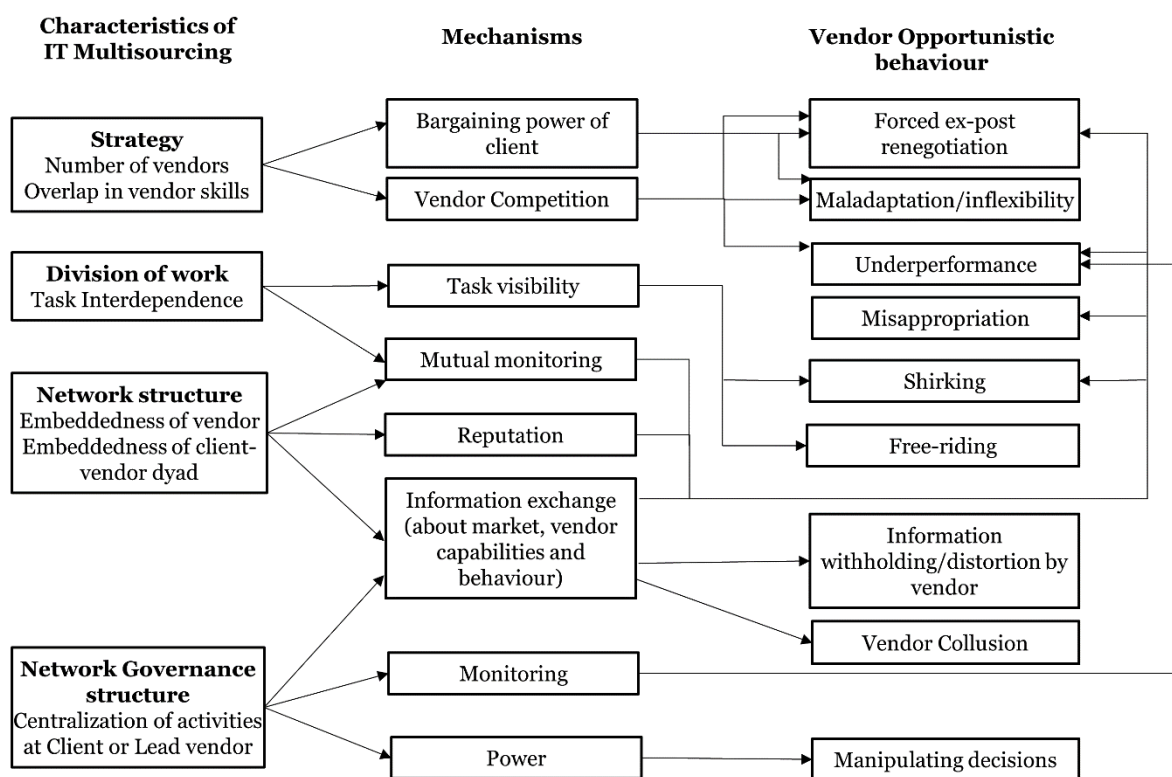 Characteristics of
IT Multisourcing
Mechanisms
Vendor Opportunistic
behaviour
Strategy
Number of vendors
Overlap in vendor skills
Division of work
Task Interdependence
Network structure
Embeddedness of vendor
Embeddedness of client-
vendor dyad
Network Governance
structure
Centralization of activities
at Client or Lead vendor
Bargaining power of
client
Vendor Competition
Task visibility
Mutual monitoring
Reputation
Information exchange
(about market, vendor
capabilities and
behaviour)
Monitoring
Power
Forced ex-post
renegotiation
Maladaptation/inflexibility
Underperformance
Misappropriation
Shirking
Free-riding
Information
withholding/distortion by
vendor
Vendor Collusion
Manipulating decisions